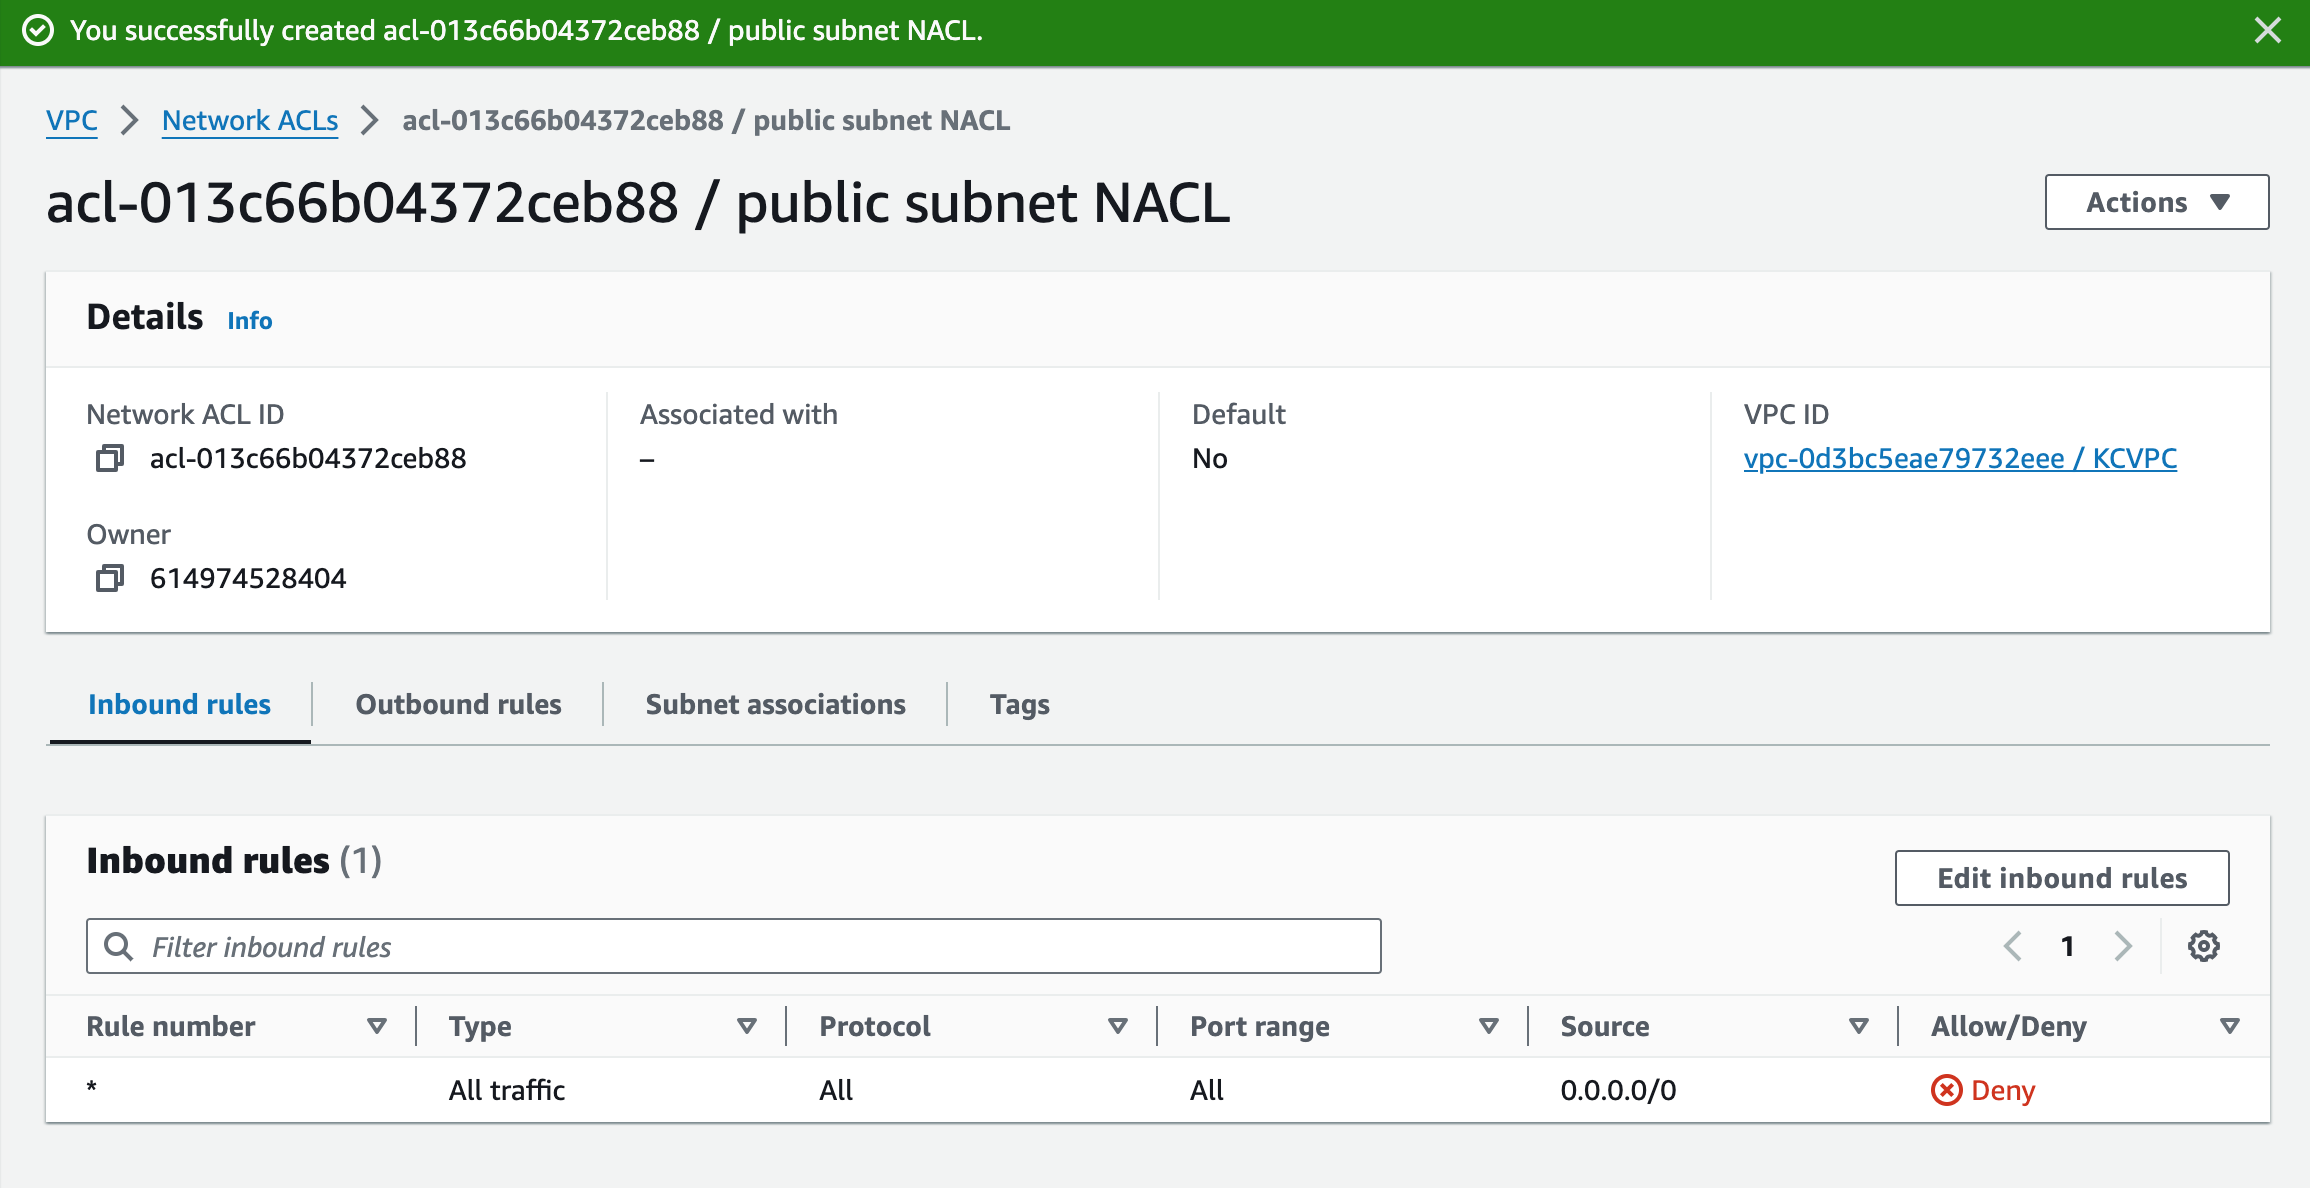 You successfully created acl-013c66b04372ceb88 / public subnet NACL.
VPC > Network ACLs > acl-013c66b04372ceb88 / public subnet NACL
acl-013c66b04372ceb88 / public subnet NACL
Actions
Details Info
Network ACL ID
acl-013c66b04372ceb88
Associated with
–
Default
No
VPC ID
vpc-0d3bc5eae79732eee / KCVPC
Owner
614974528404
Inbound rules
Outbound rules
Subnet associations
Tags
Inbound rules (1)
Edit inbound rules
Filter inbound rules
1
Rule number Type Protocol Port range Source Allow/Deny
* All traffic All All 0.0.0.0/0 Deny